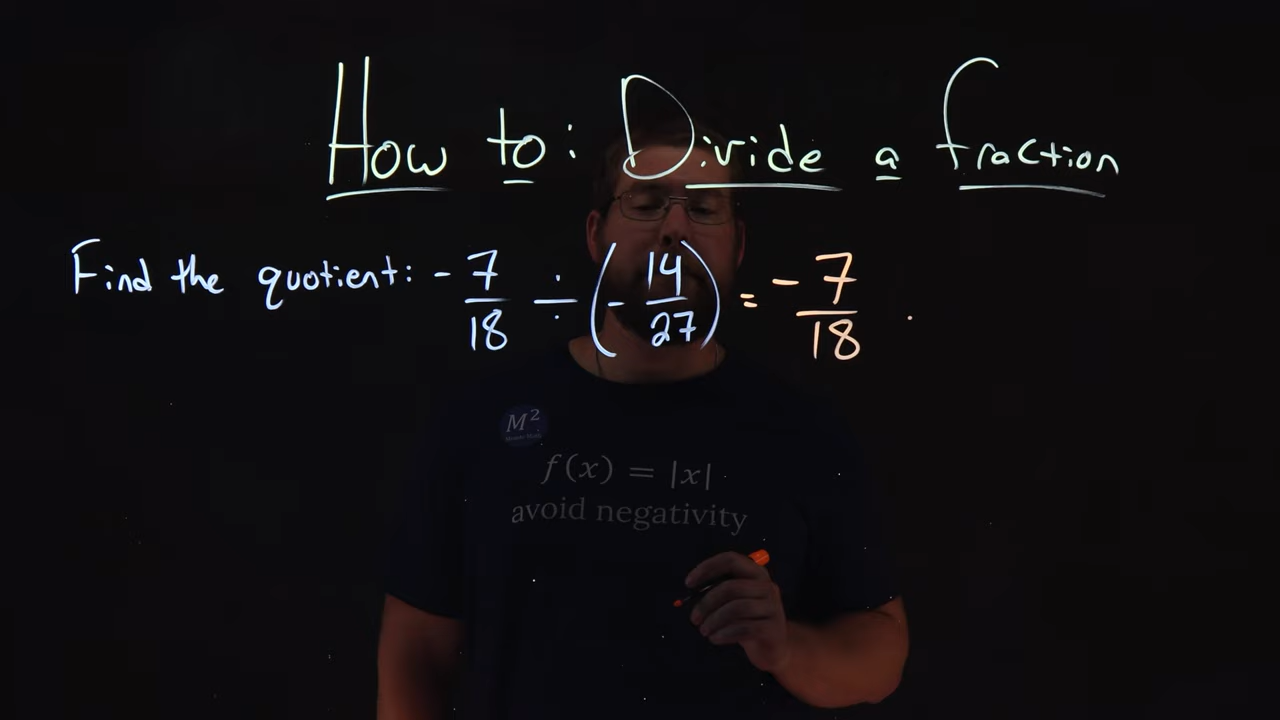 How to: Divide a fraction
Find the quotient: - 7/18 ÷ (- 14/27) = - 7/18 .
M²
f(x) = |x|
avoid negativity